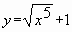 y = √x⁵ + 1